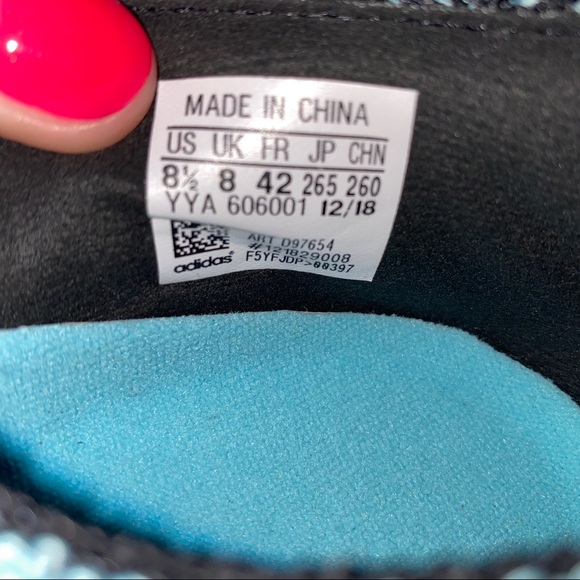 MADE IN CHINA
US UK FR JP CHN
8½ 8 42 265 260
YYA 606001 12/18
ART D97654
#121829008
adidas® F5YFJDP>00397